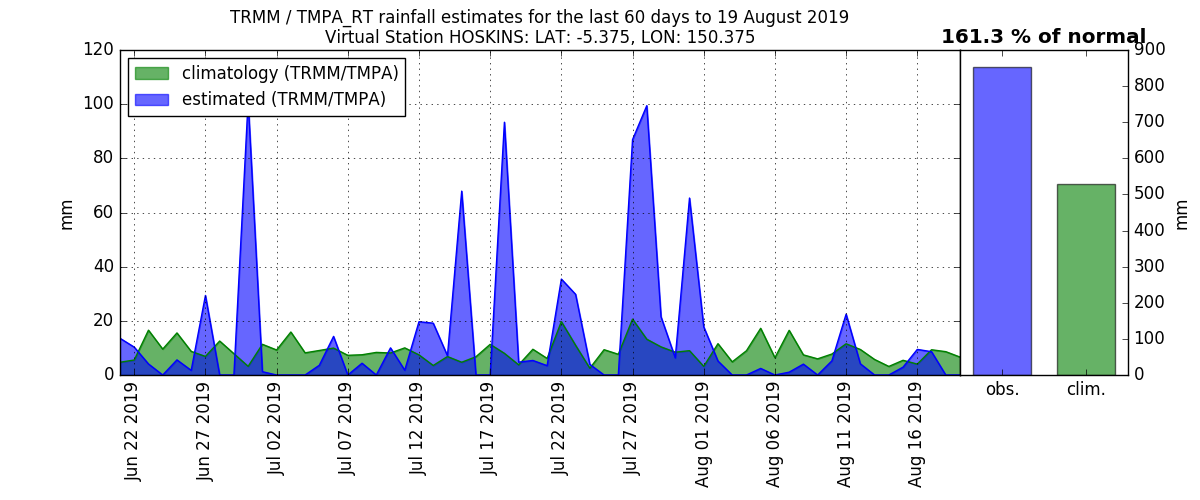 TRMM / TMPA_RT rainfall estimates for the last 60 days to 19 August 2019
Virtual Station HOSKINS: LAT: -5.375, LON: 150.375
161.3 % of normal
climatology (TRMM/TMPA)
estimated (TRMM/TMPA)
120
100
80
60
40
20
0
mm
Jun 22 2019
Jun 27 2019
Jul 02 2019
Jul 07 2019
Jul 12 2019
Jul 17 2019
Jul 22 2019
Jul 27 2019
Aug 01 2019
Aug 06 2019
Aug 11 2019
Aug 16 2019
900
800
700
600
500
400
300
200
100
0
mm
obs.
clim.